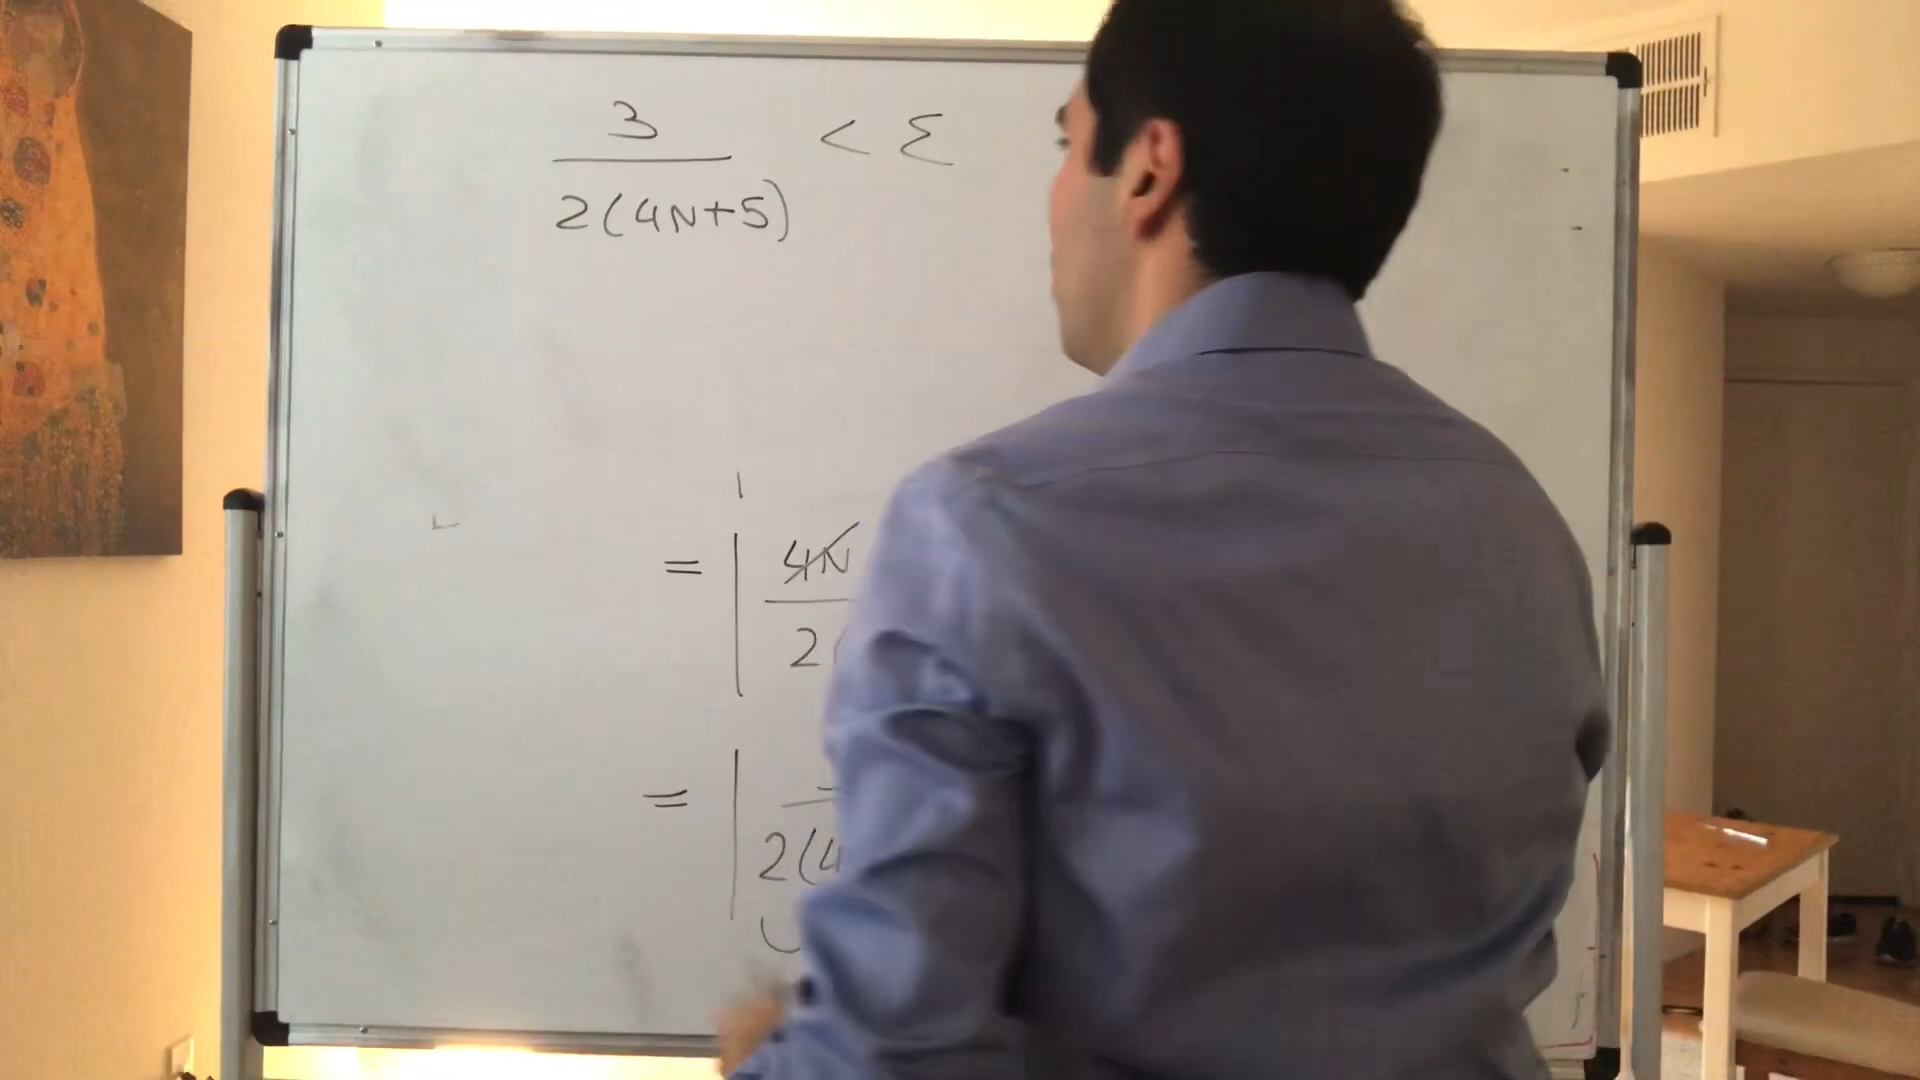 3/2(4N+5) < ε
= | 4N/2(
= | /2(4